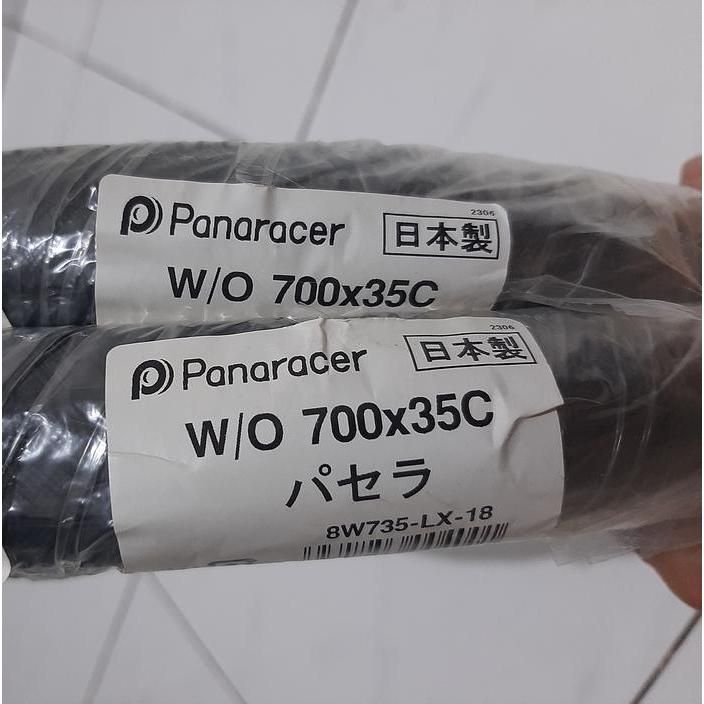 2306
Panaracer 日本製
W/O 700x35C
2306
Panaracer 日本製
W/O 700x35C
パセラ
8W735-LX-18